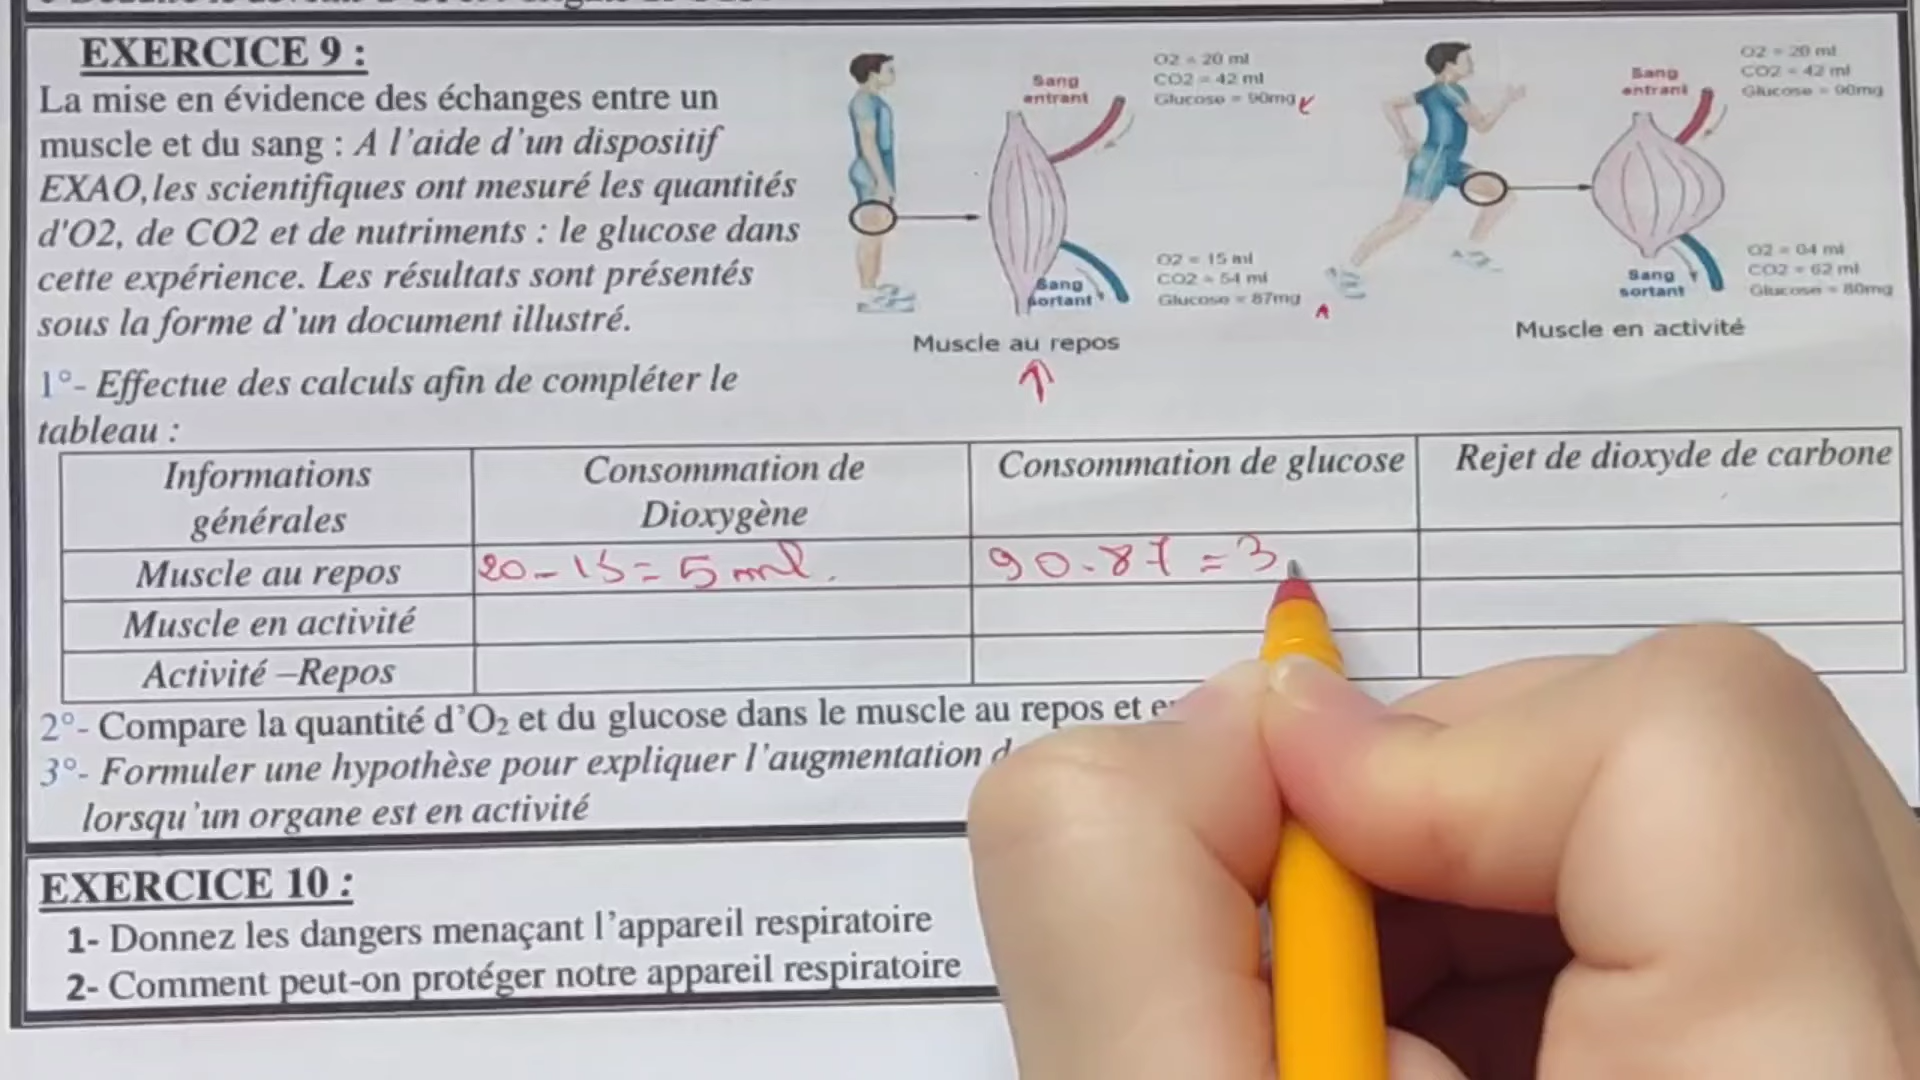 EXERCICE 9 :
La mise en évidence des échanges entre un
muscle et du sang : A l'aide d'un dispositif
EXAO,les scientifiques ont mesuré les quantités
d'O2, de CO2 et de nutriments : le glucose dans
cette expérience. Les résultats sont présentés
sous la forme d'un document illustré.
Sang
entrant
O2 = 20 ml
CO2 = 42 ml
Glucose = 90mg
Sang
sortant
O2 = 15 ml
CO2 = 54 ml
Glucose = 87mg
Muscle au repos
Sang
entrant
O2 = 20 ml
CO2 = 42 ml
Glucose = 90mg
Sang
sortant
O2 = 04 ml
CO2 = 62 ml
Glucose = 80mg
Muscle en activité
1°- Effectue des calculs afin de compléter le
tableau :
Informations
générales
Consommation de
Dioxygène
Consommation de glucose
Rejet de dioxyde de carbone
Muscle au repos
20 - 15 = 5 ml.
90 - 87 = 3
Muscle en activité
Activité –Repos
2°- Compare la quantité d'O₂ et du glucose dans le muscle au repos et
3°- Formuler une hypothèse pour expliquer l'augmentation
lorsqu'un organe est en activité
EXERCICE 10 :
1- Donnez les dangers menaçant l'appareil respiratoire
2- Comment peut-on protéger notre appareil respiratoire